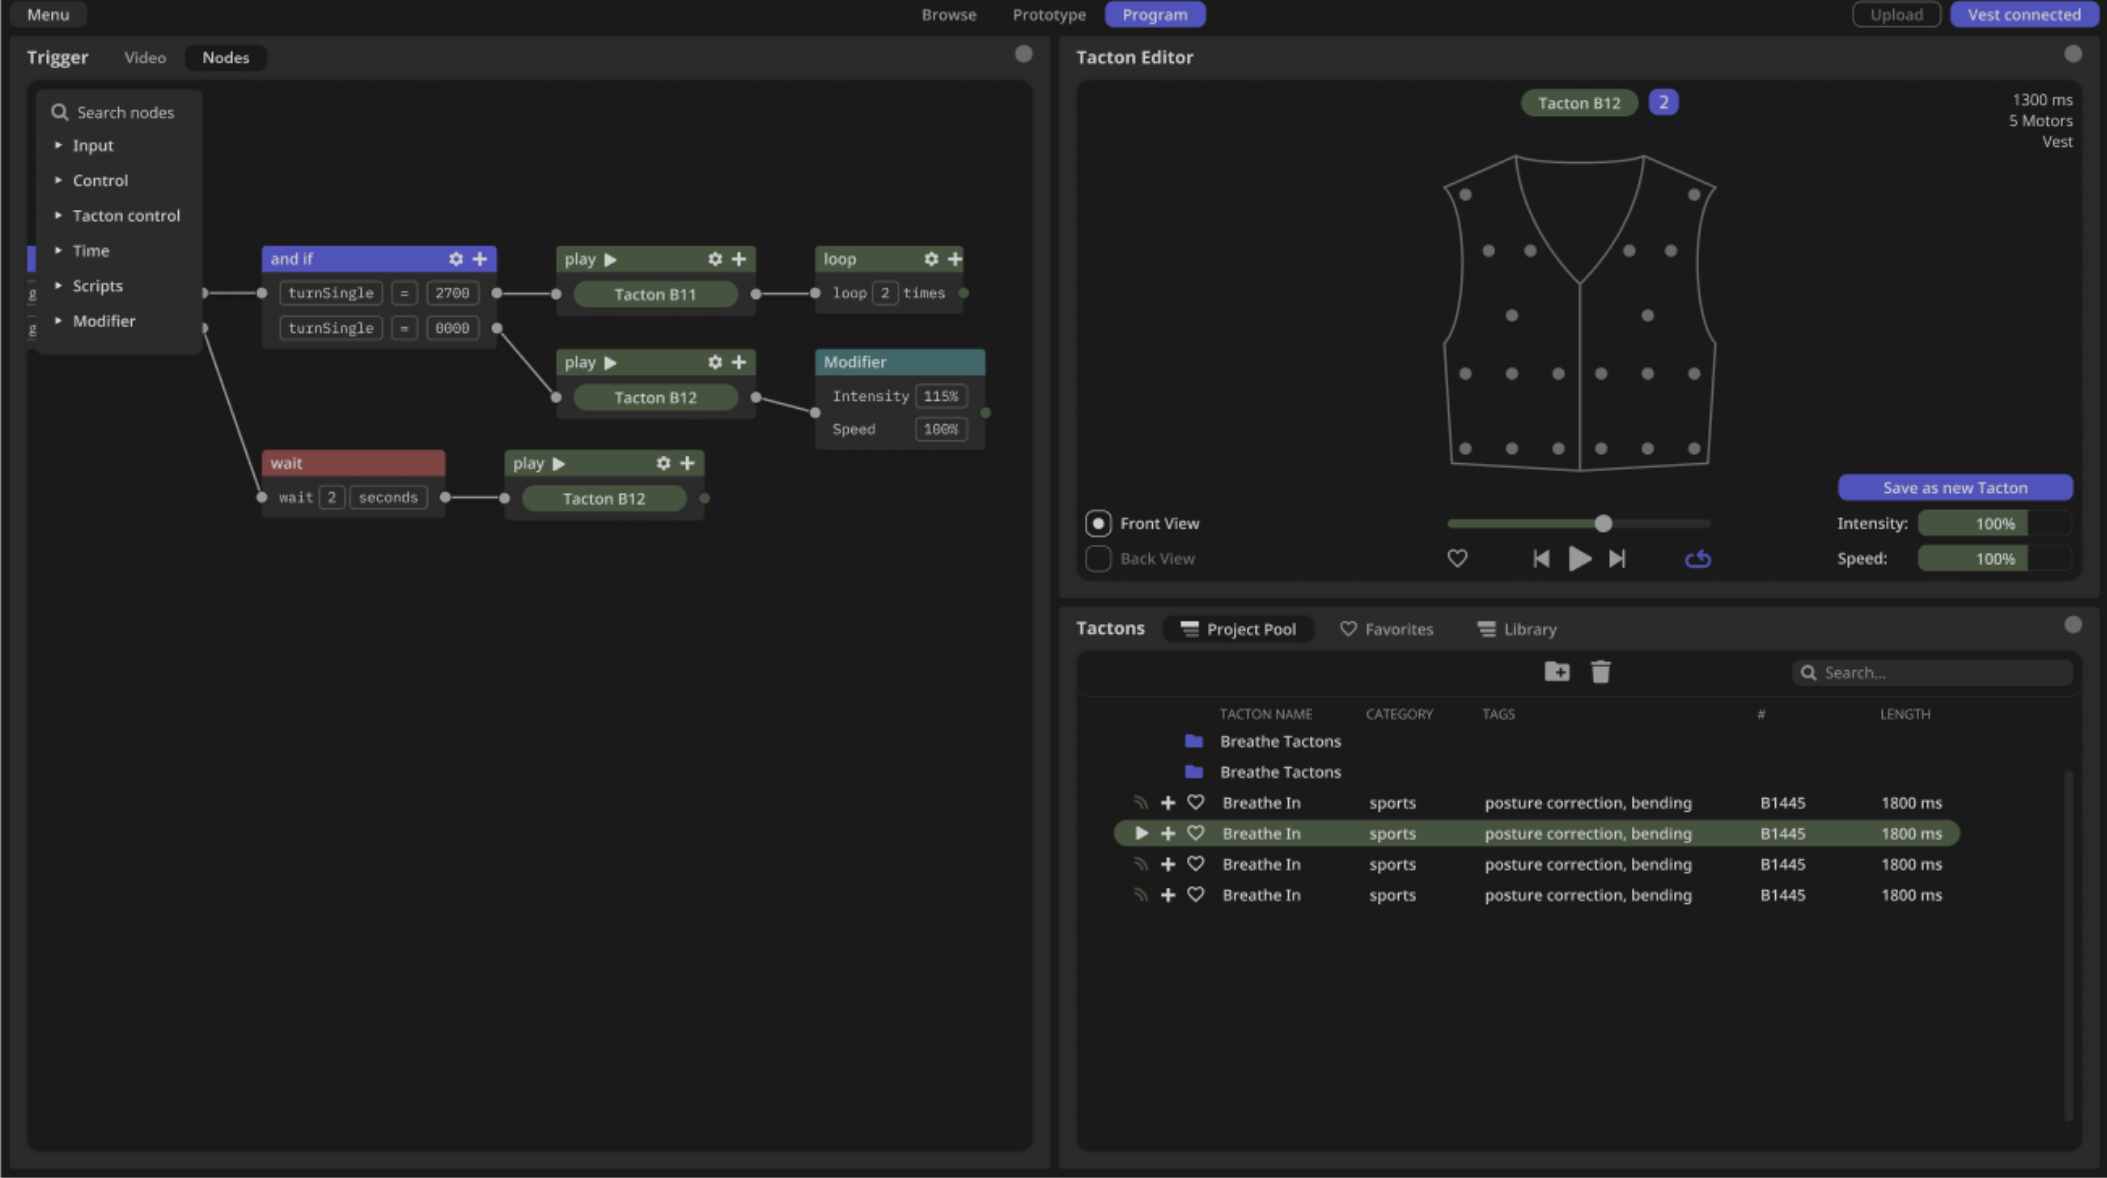 Menu
Browse Prototype Program
Upload Vest connected
Trigger Video Nodes
Search nodes
Input
Control
Tacton control
Time
Scripts
Modifier
and if
turnSingle = 2700
turnSingle = 0000
play
Tacton B11
loop
loop 2 times
play
Tacton B12
Modifier
Intensity 115%
Speed 100%
wait
wait 2 seconds
play
Tacton B12
Tacton Editor
Tacton B12 2
1300 ms
5 Motors
Vest
Save as new Tacton
Front View
Back View
Intensity: 100%
Speed: 100%
Tactons Project Pool Favorites Library
Search...
TACTON NAME CATEGORY TAGS # LENGTH
Breathe Tactons
Breathe Tactons
Breathe In sports posture correction, bending B1445 1800 ms
Breathe In sports posture correction, bending B1445 1800 ms
Breathe In sports posture correction, bending B1445 1800 ms
Breathe In sports posture correction, bending B1445 1800 ms